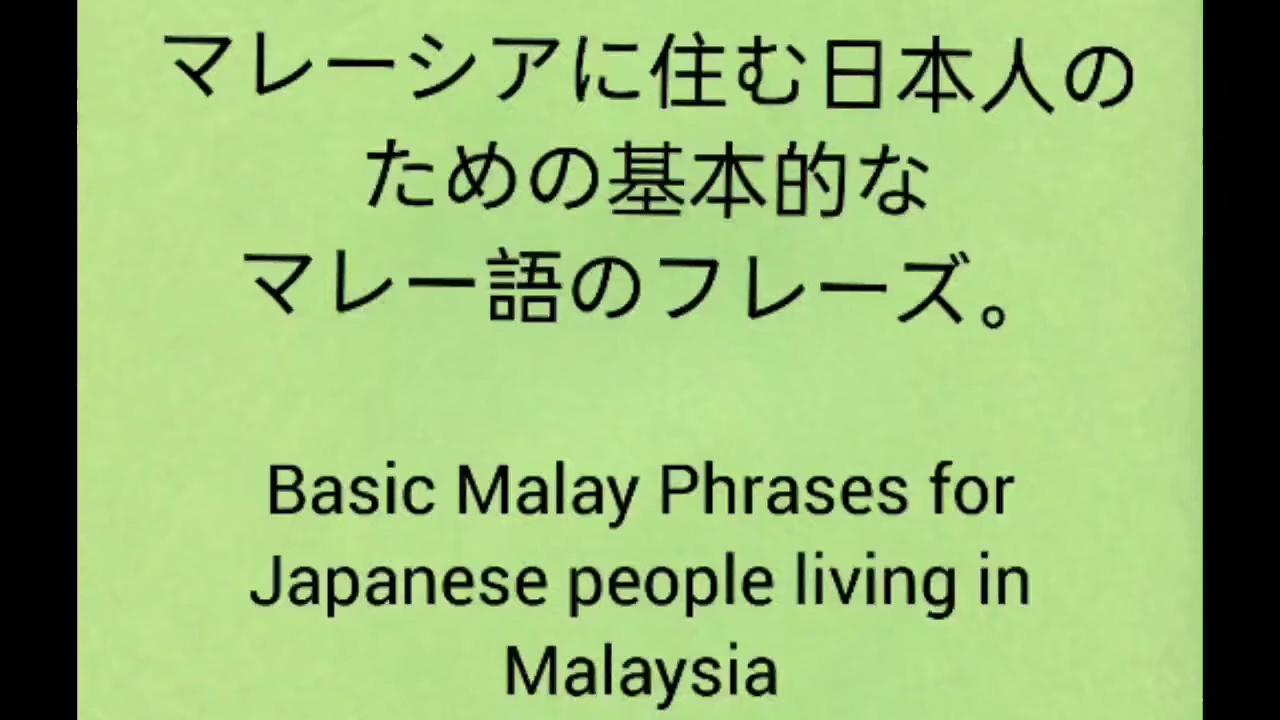 マレーシアに住む日本人の
ための基本的な
マレー語のフレーズ。
Basic Malay Phrases for
Japanese people living in
Malaysia